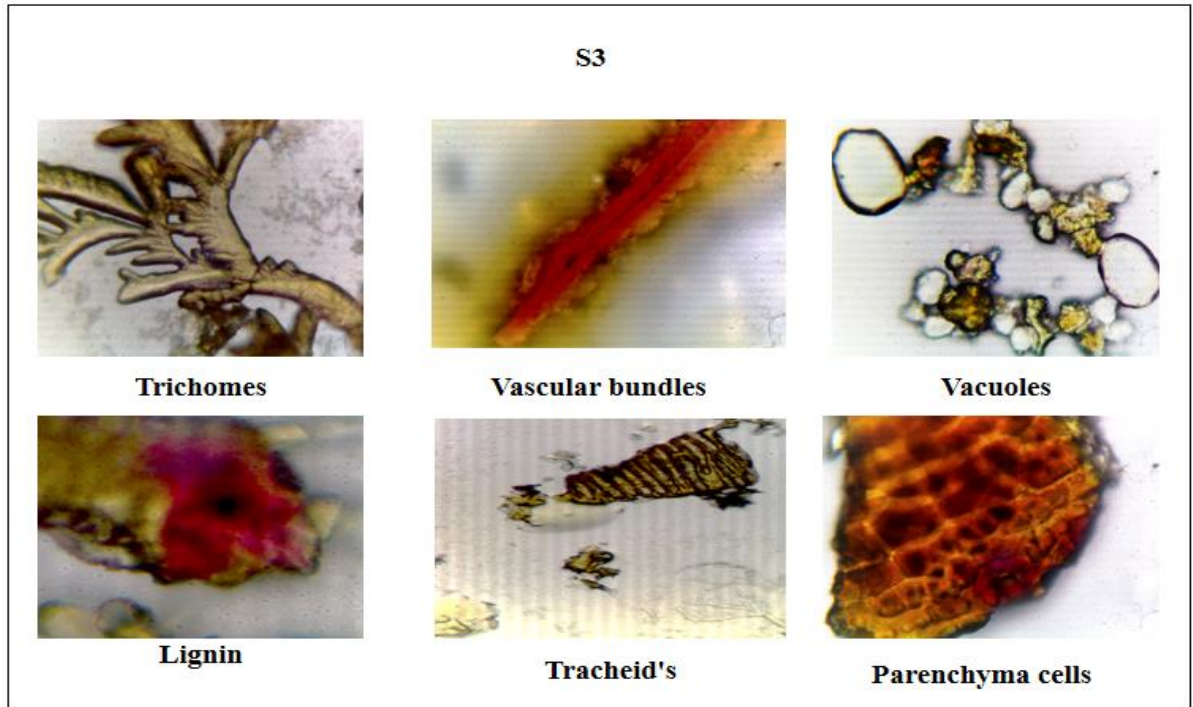 S3
Trichomes
Vascular bundles
Vacuoles
Lignin
Tracheid's
Parenchyma cells